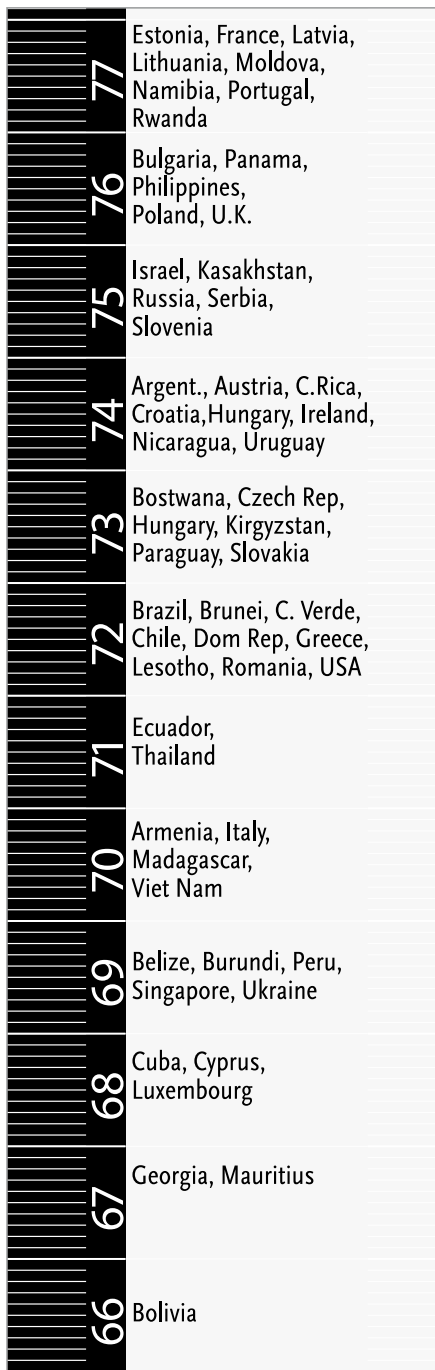 77
Estonia, France, Latvia,
Lithuania, Moldova,
Namibia, Portugal,
Rwanda
76
Bulgaria, Panama,
Philippines,
Poland, U.K.
75
Israel, Kasakhstan,
Russia, Serbia,
Slovenia
74
Argent., Austria, C.Rica,
Croatia,Hungary, Ireland,
Nicaragua, Uruguay
73
Bostwana, Czech Rep,
Hungary, Kirgyzstan,
Paraguay, Slovakia
72
Brazil, Brunei, C. Verde,
Chile, Dom Rep, Greece,
Lesotho, Romania, USA
71
Ecuador,
Thailand
70
Armenia, Italy,
Madagascar,
Viet Nam
69
Belize, Burundi, Peru,
Singapore, Ukraine
68
Cuba, Cyprus,
Luxembourg
67
Georgia, Mauritius
66
Bolivia